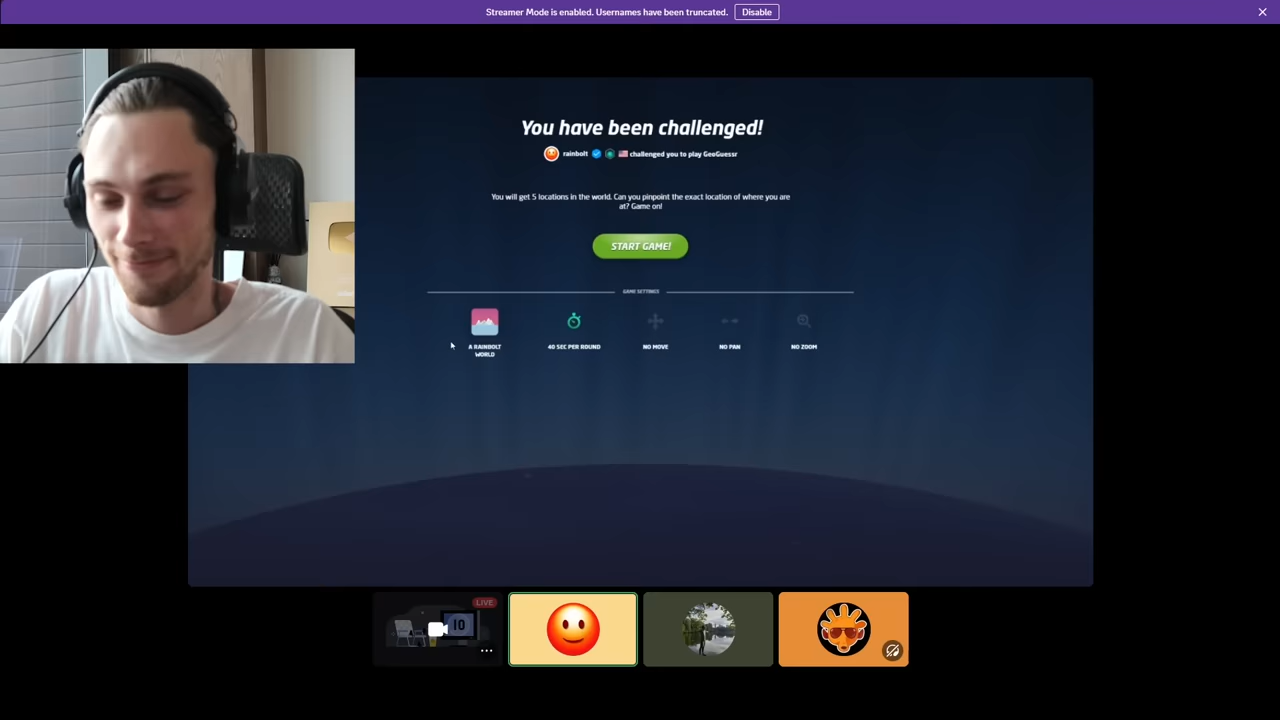 Streamer Mode is enabled. Usernames have been truncated. Disable
You have been challenged!
rainbolt challenged you to play GeoGuessr
You will get 5 locations in the world. Can you pinpoint the exact location of where you are
at? Game on!
START GAME!
GAME SETTINGS
A RAINBOLT
WORLD
40 SEC PER ROUND
NO MOVE
NO PAN
NO ZOOM
LIVE
10